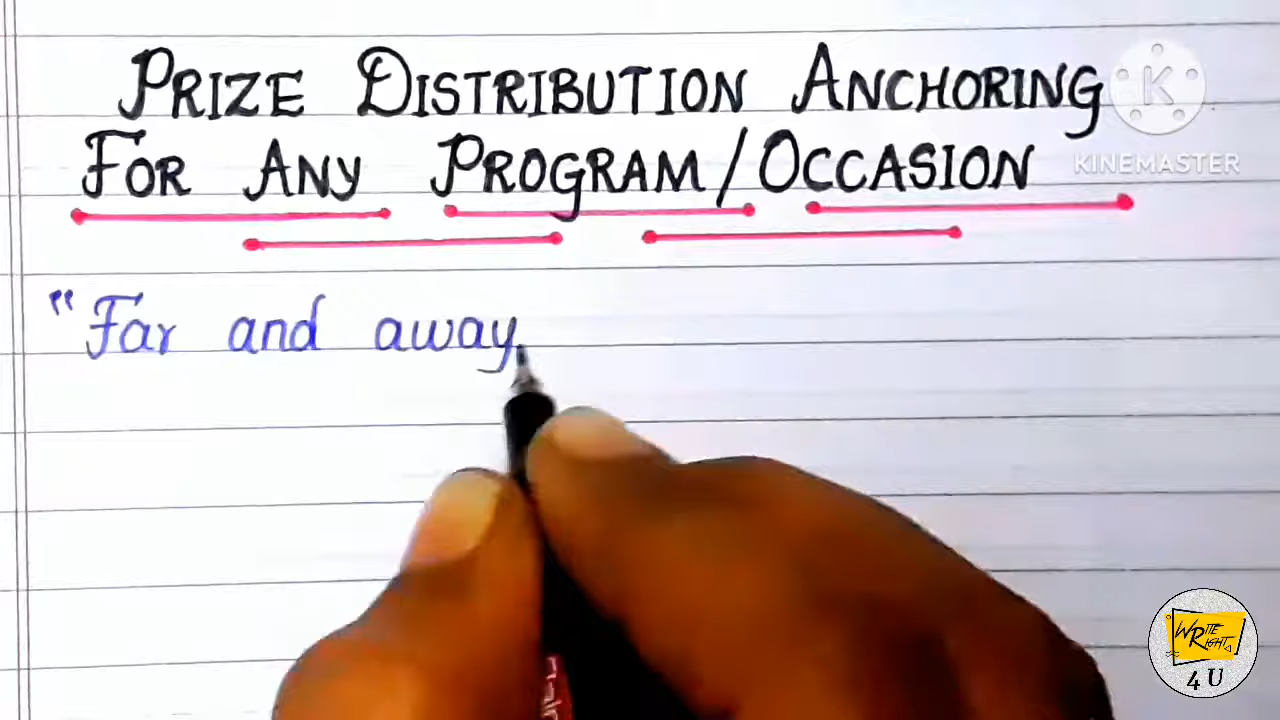 PRIZE DISTRIBUTION ANCHORING
FOR ANY PROGRAM/OCCASION
K
KINEMASTER
"Far and away
WRITE
RIGHT
4 U